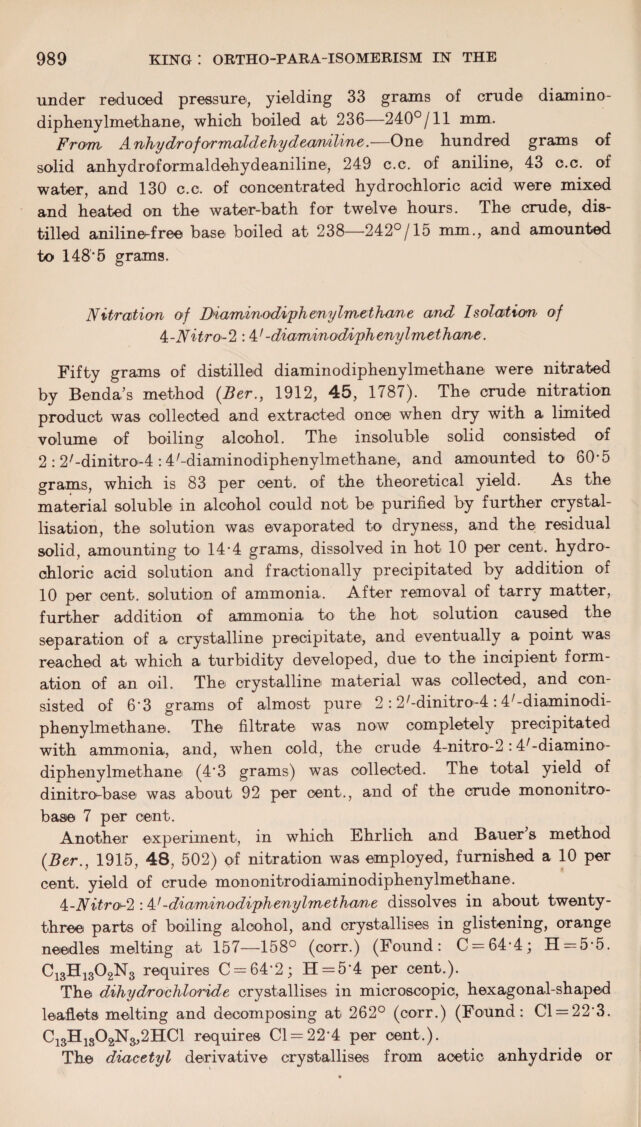 989 KING : ORTHO-PARA-ISOMERISM IN THE
under reduced pressure, yielding 33 grams of crude diamino-
diphenylmethane, which boiled at 236—240°/11 mm.
From Anhydroformaldehydeaniline.—One hundred grams of
solid anhydroformaldehydeaniline, 249 c.c. of aniline, 43 c.c. of
water, and 130 c.c. of concentrated hydrochloric acid were mixed
and heated on the water-bath for twelve hours. The crude, dis-
tilled aniline-free base boiled at 238—242°/15 mm., and amounted
to 148·5 grams.
Nitration of Diaminodiphenylmethane and Isolation of
4-Nitro-2 : 4′-diaminodiphenylmethane.
Fifty grams of distilled diaminodiphenylmethane were nitrated
by Benda's method (Ber., 1912, 45, 1787). The crude nitration
product was collected and extracted once when dry with a limited
volume of boiling alcohol. The insoluble solid consisted of
2 : 2′-dinitro-4 : 4′-diaminodiphenylmethane, and amounted to 60·5
grams, which is 83 per cent. of the theoretical yield. As the
material soluble in alcohol could not be purified by further crystal-
lisation, the solution was evaporated to dryness, and the residual
solid, amounting to 14·4 grams, dissolved in hot 10 per cent. hydro-
chloric acid solution and fractionally precipitated by addition of
10 per cent. solution of ammonia. After removal of tarry matter,
further addition of ammonia to the hot solution caused the
separation of a crystalline precipitate, and eventually a point was
reached at which a turbidity developed, due to the incipient form-
ation of an oil. The crystalline material was collected, and con-
sisted of 6·3 grams of almost pure 2 : 2′-dinitro-4 : 4′-diaminodi-
phenylmethane. The filtrate was now completely precipitated
with ammonia, and, when cold, the crude 4-nitro-2 : 4′-diamino-
diphenylmethane (4·3 grams) was collected. The total yield of
dinitro-base was about 92 per cent., and of the crude mononitro-
base 7 per cent.
Another experiment, in which Ehrlich and Bauer's method
(Ber., 1915, 48, 502) of nitration was employed, furnished a 10 per
cent. yield of crude mononitrodiaminodiphenylmethane.
4-Nitro-2 : 4′-diaminodiphenylmethane dissolves in about twenty-
three parts of boiling alcohol, and crystallises in glistening, orange
needles melting at 157—158° (corr.) (Found: C = 64·4; H = 5·5.
C₁₃H₁₃O₂N₃ requires C = 64·2; H = 5·4 per cent.).
The dihydrochloride crystallises in microscopic, hexagonal-shaped
leaflets melting and decomposing at 262° (corr.) (Found: Cl = 22·3.
C₁₃H₁₃O₂N₃,2HCl requires Cl = 22·4 per cent.).
The diacetyl derivative crystallises from acetic anhydride or